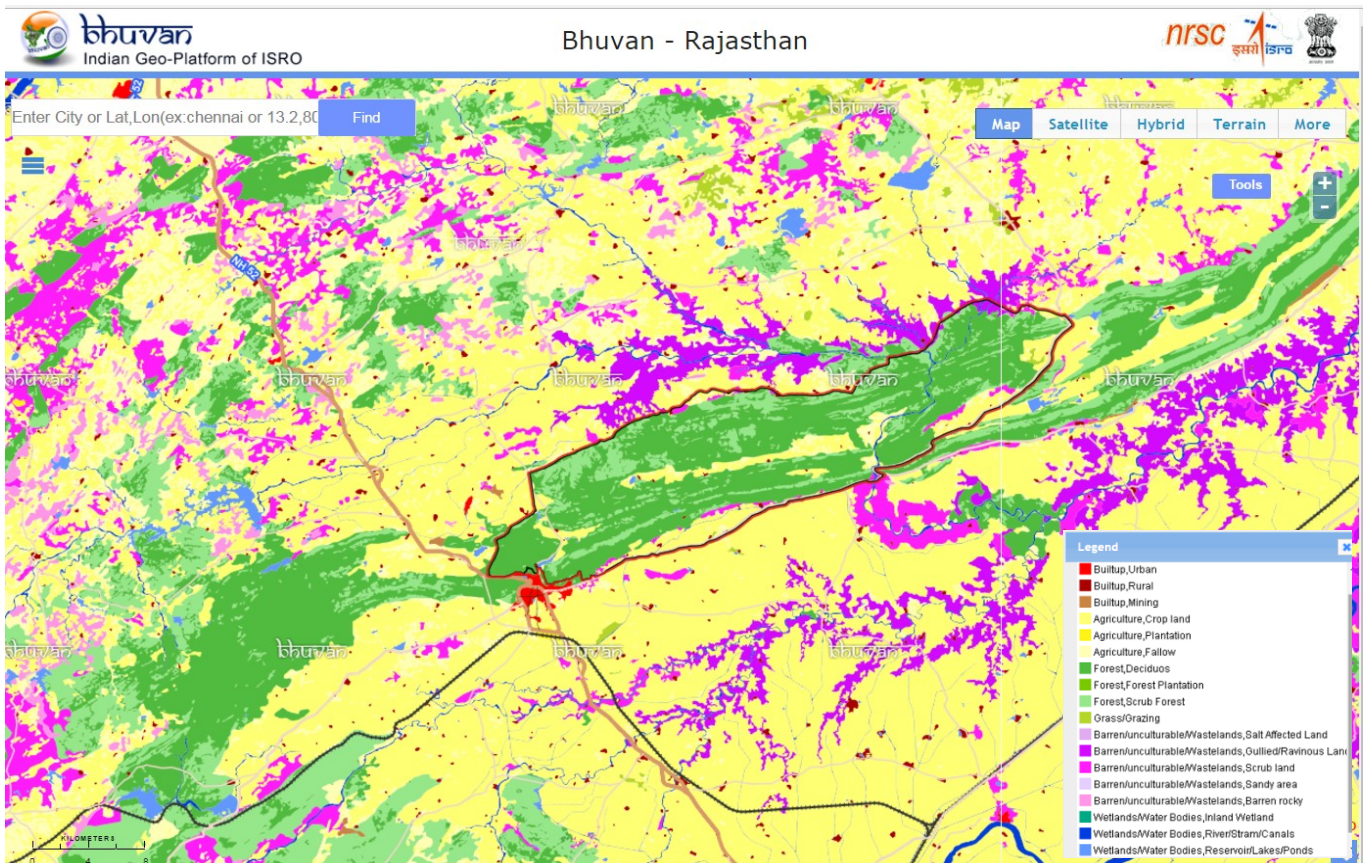 bhuvan
Indian Geo-Platform of ISRO
Bhuvan - Rajasthan
nrsc
इसरो isro
52
Enter City or Lat,Lon(ex:chennai or 13.2,80
Find
Map
Satellite
Hybrid
Terrain
More
Tools
+
-
NH 52
bhuvan
bhuvan
bhuvan
bhuvan
bhuvan
bhuvan
bhuvan
bhuvan
bhuvan
bhuvan
bhuvan
bhuvan
Legend
Builtup,Urban
Builtup,Rural
Builtup,Mining
Agriculture,Crop land
Agriculture,Plantation
Agriculture,Fallow
Forest,Deciduos
Forest,Forest Plantation
Forest,Scrub Forest
Grass/Grazing
Barren/unculturable/Wastelands,Salt Affected Land
Barren/unculturable/Wastelands,Gullied/Ravinous Lan
Barren/unculturable/Wastelands,Scrub land
Barren/unculturable/Wastelands,Sandy area
Barren/unculturable/Wastelands,Barren rocky
Wetlands/Water Bodies,Inland Wetland
Wetlands/Water Bodies,River/Stram/Canals
Wetlands/Water Bodies,Reservoir/Lakes/Ponds
KILOMETERS
0 4 8